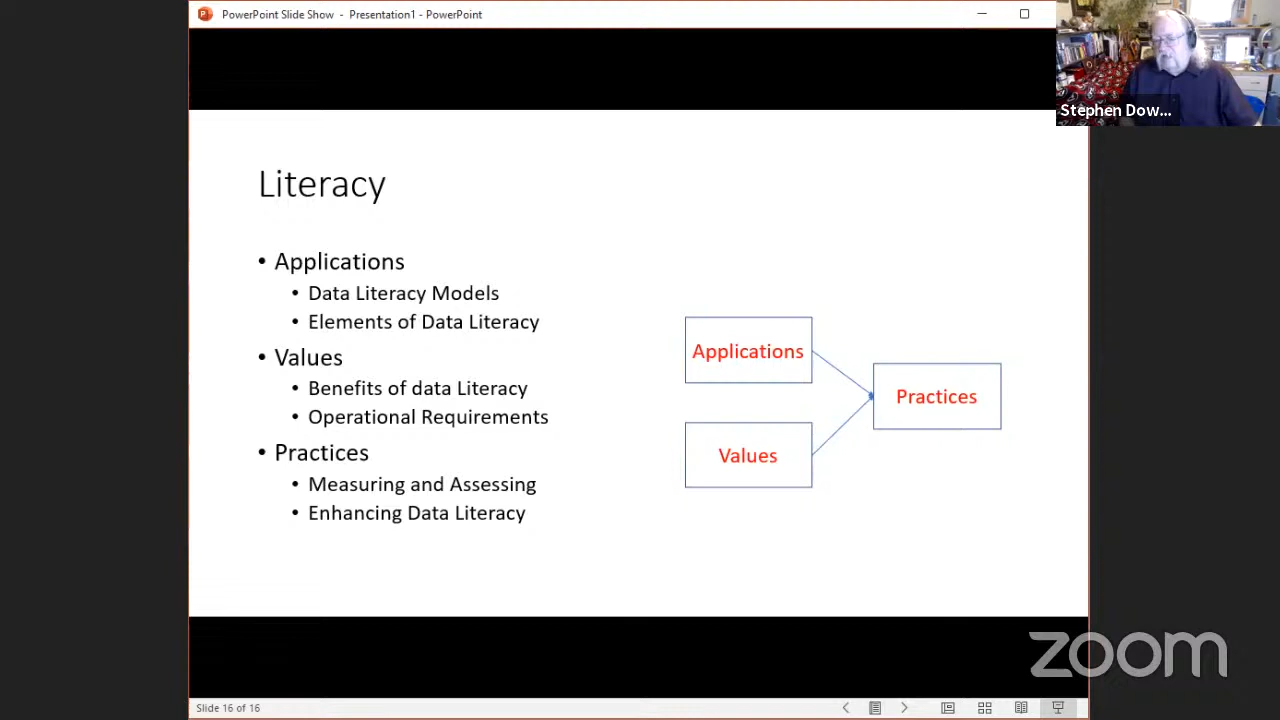 PowerPoint Slide Show - Presentation1 - PowerPoint
Stephen Dow...
Literacy
• Applications
• Data Literacy Models
• Elements of Data Literacy
• Values
• Benefits of data Literacy
• Operational Requirements
• Practices
• Measuring and Assessing
• Enhancing Data Literacy
Applications
Practices
Values
zoom
Slide 16 of 16